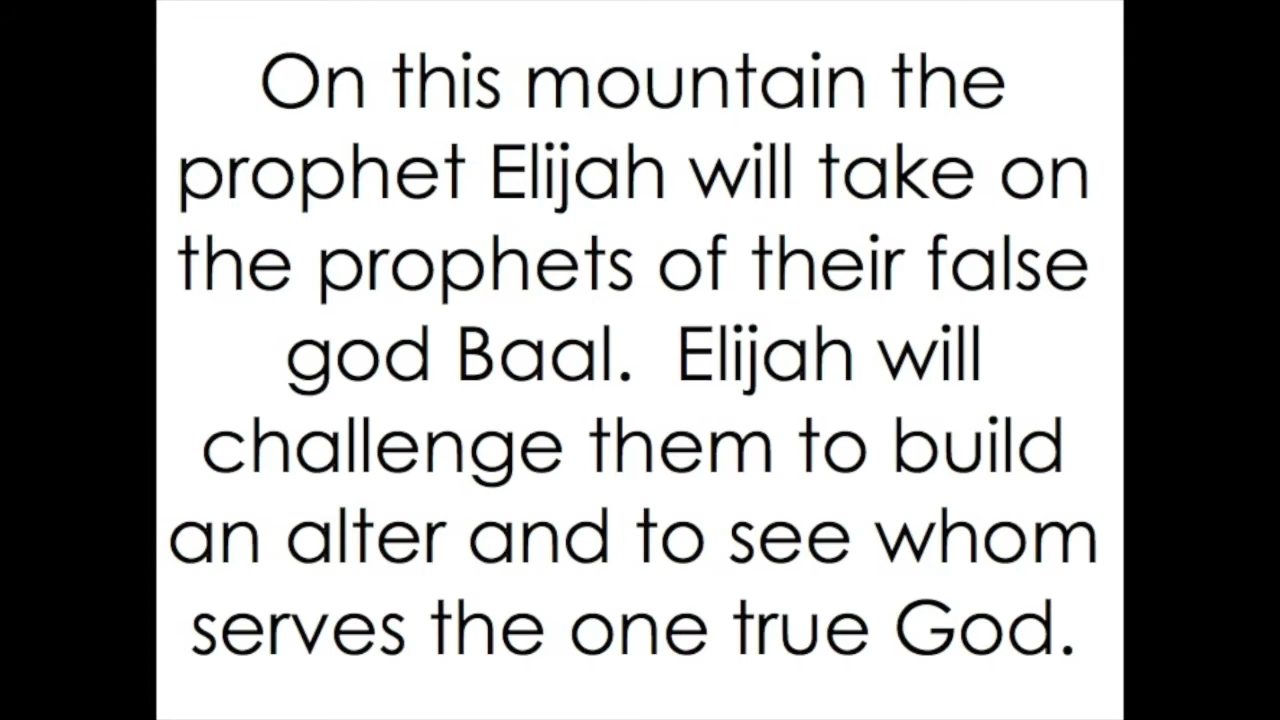 On this mountain the
prophet Elijah will take on
the prophets of their false
god Baal.  Elijah will
challenge them to build
an alter and to see whom
serves the one true God.